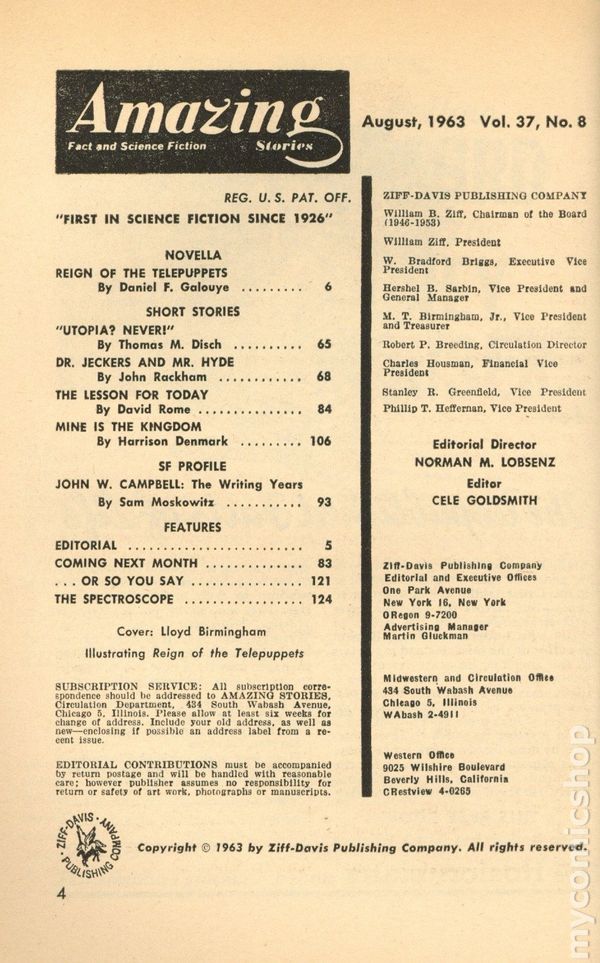 Amazing
Fact and Science Fiction Stories
August, 1963 Vol. 37, No. 8
REG. U. S. PAT. OFF.
"FIRST IN SCIENCE FICTION SINCE 1926"
NOVELLA
REIGN OF THE TELEPUPPETS
By Daniel F. Galouye ......... 6
SHORT STORIES
"UTOPIA? NEVER!"
By Thomas M. Disch .......... 65
DR. JECKERS AND MR. HYDE
By John Rackham ........... 68
THE LESSON FOR TODAY
By David Rome .............. 84
MINE IS THE KINGDOM
By Harrison Denmark ......... 106
SF PROFILE
JOHN W. CAMPBELL: The Writing Years
By Sam Moskowitz ........... 93
FEATURES
EDITORIAL ......................... 5
COMING NEXT MONTH .............. 83
. . . OR SO YOU SAY ................. 121
THE SPECTROSCOPE ................. 124
Cover: Lloyd Birmingham
Illustrating Reign of the Telepuppets
SUBSCRIPTION SERVICE: All subscription corre-
spondence should be addressed to AMAZING STORIES,
Circulation Department, 434 South Wabash Avenue,
Chicago 5, Illinois. Please allow at least six weeks for
change of address. Include your old address, as well as
new—enclosing if possible an address label from a re-
cent issue.
EDITORIAL CONTRIBUTIONS must be accompanied
by return postage and will be handled with reasonable
care; however publisher assumes no responsibility for
return or safety of art work, photographs or manuscripts.
ZIFF-DAVIS PUBLISHING COMPANY
William B. Ziff, Chairman of the Board
(1946-1953)
William Ziff, President
W. Bradford Briggs, Executive Vice
President
Hershel B. Sarbin, Vice President and
General Manager
M. T. Birmingham, Jr., Vice President
and Treasurer
Robert P. Breeding, Circulation Director
Charles Housman, Financial Vice
President
Stanley R. Greenfield, Vice President
Phillip T. Heffernan, Vice President
Editorial Director
NORMAN M. LOBSENZ
Editor
CELE GOLDSMITH
Ziff-Davis Publishing Company
Editorial and Executive Offices
One Park Avenue
New York 16, New York
ORegon 9-7200
Advertising Manager
Martin Gluckman
Midwestern and Circulation Office
434 South Wabash Avenue
Chicago 5, Illinois
WAbash 2-4911
Western Office
9025 Wilshire Boulevard
Beverly Hills, California
CRestview 4-0265
ZIFF-DAVIS PUBLISHING COMPANY
Copyright © 1963 by Ziff-Davis Publishing Company. All rights reserved.
4
mycomicshop